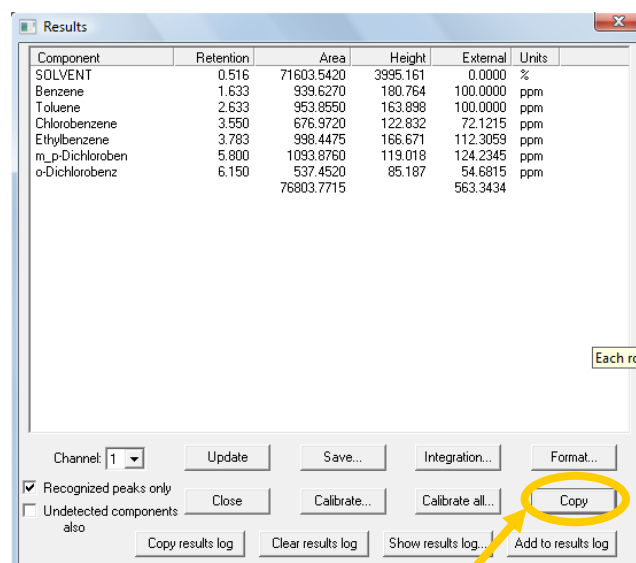 Results
Component Retention Area Height External Units
SOLVENT 0.516 71603.5420 3995.161 0.0000 %
Benzene 1.633 939.6270 180.764 100.0000 ppm
Toluene 2.633 953.8550 163.898 100.0000 ppm
Chlorobenzene 3.550 676.9720 122.832 72.1215 ppm
Ethylbenzene 3.783 998.4475 166.671 112.3059 ppm
m_p-Dichloroben 5.800 1093.8760 119.018 124.2345 ppm
o-Dichlorobenz 6.150 537.4520 85.187 54.6815 ppm
76803.7715 563.3434
Each ro
Channel: 1 Update Save... Integration... Format...
Recognized peaks only
Undetected components also
Close Calibrate... Calibrate all... Copy
Copy results log Clear results log Show results log... Add to results log